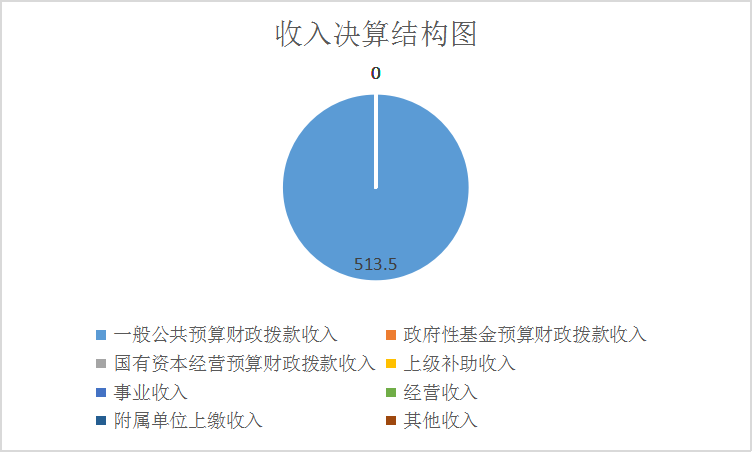 收入决算结构图
0
513.5
一般公共预算财政拨款收入
政府性基金预算财政拨款收入
国有资本经营预算财政拨款收入
上级补助收入
事业收入
经营收入
附属单位上缴收入
其他收入